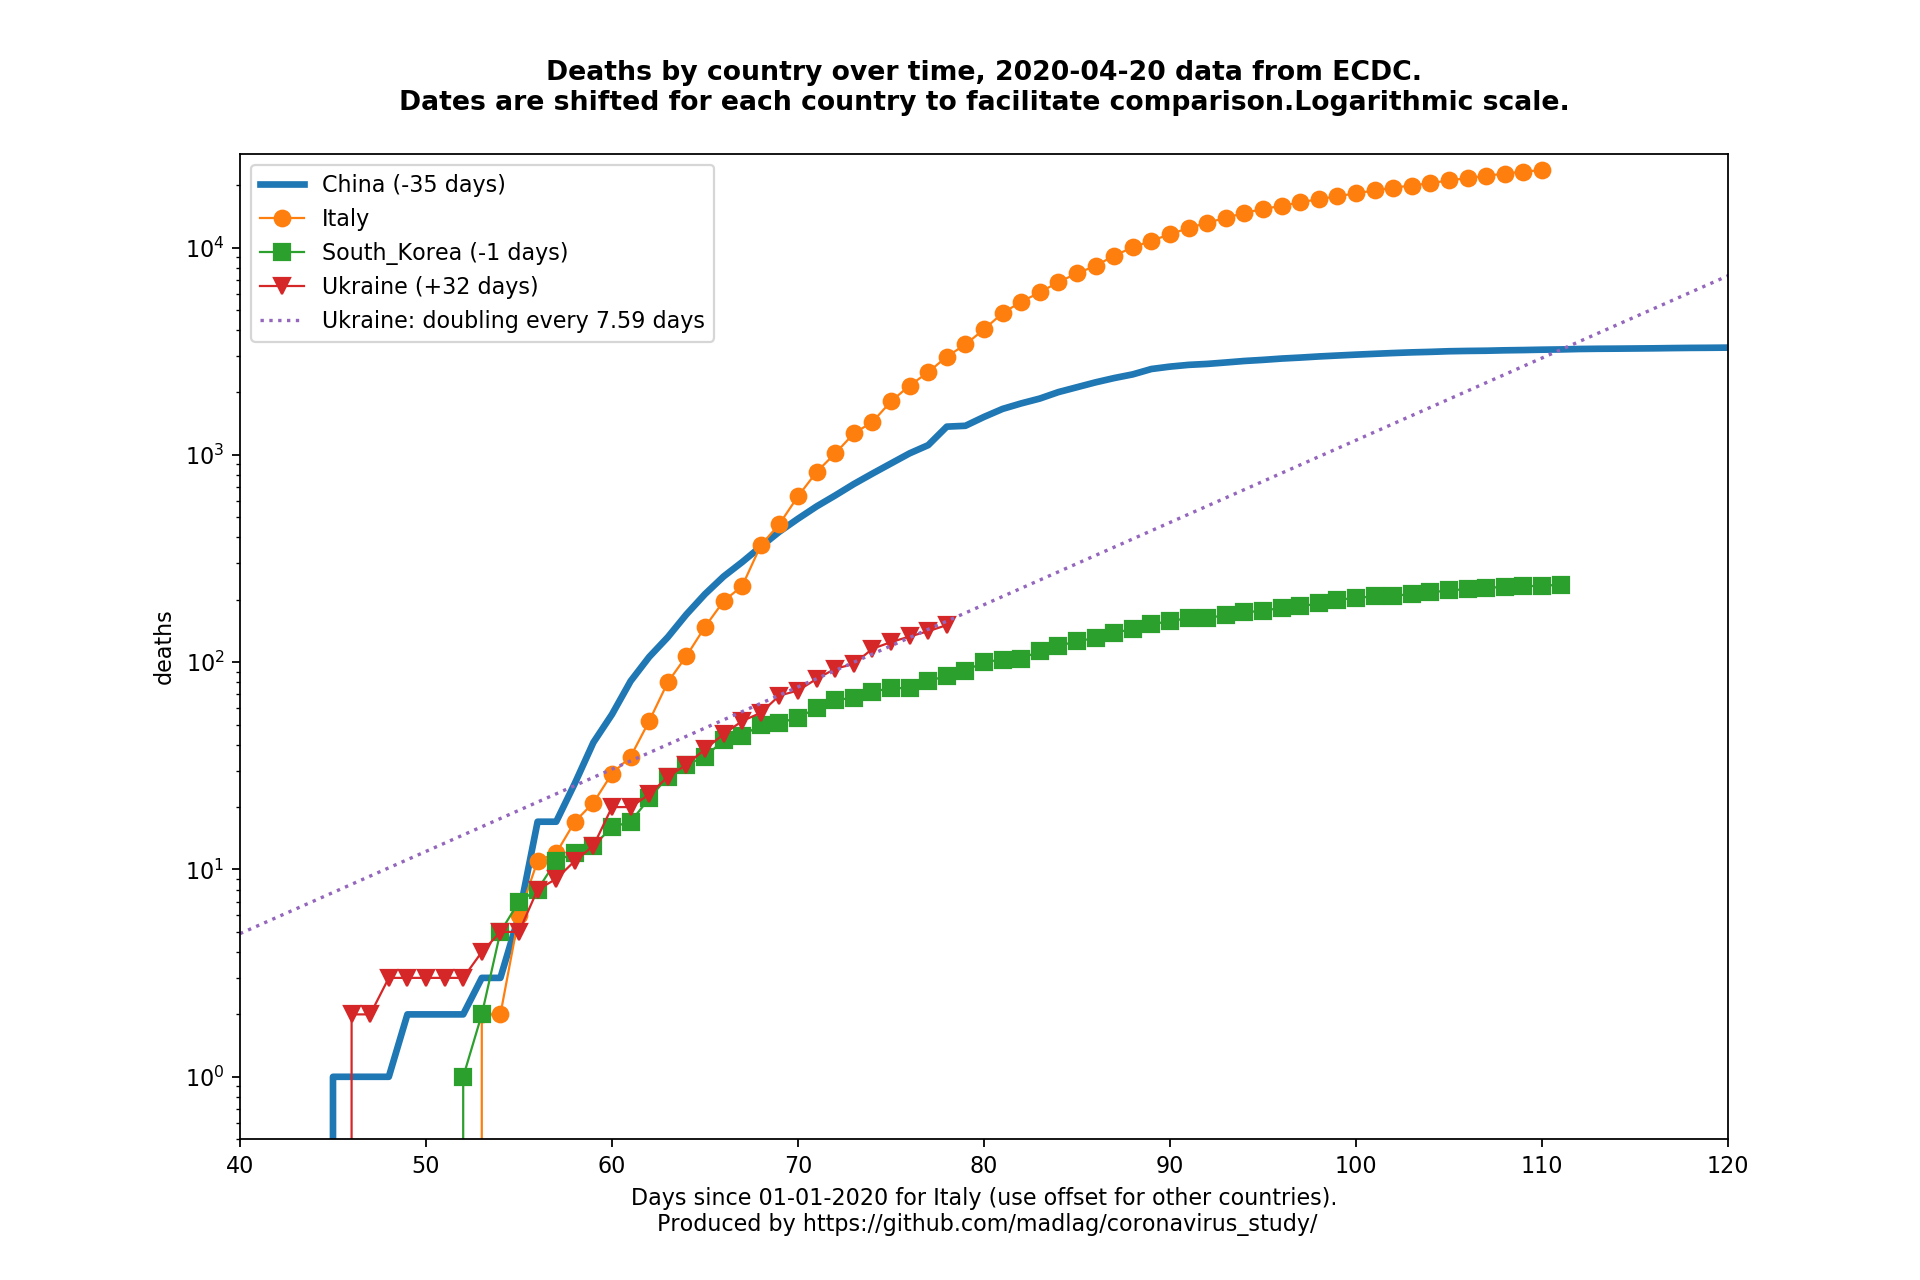 Deaths by country over time, 2020-04-20 data from ECDC.
Dates are shifted for each country to facilitate comparison.Logarithmic scale.
China (-35 days)
Italy
South_Korea (-1 days)
Ukraine (+32 days)
Ukraine: doubling every 7.59 days
deaths
10⁴
10³
10²
10¹
10⁰
40 50 60 70 80 90 100 110 120
Days since 01-01-2020 for Italy (use offset for other countries).
Produced by https://github.com/madlag/coronavirus_study/